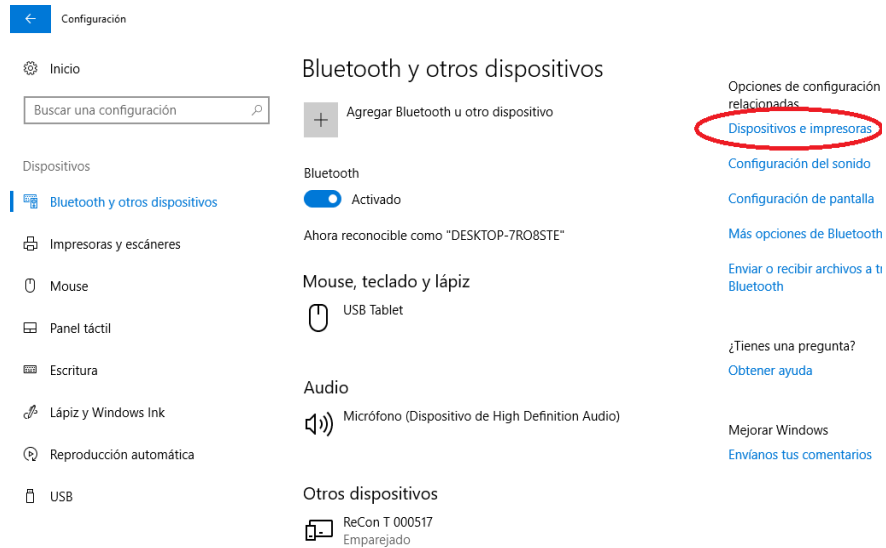 Configuración
Inicio
Buscar una configuración
Dispositivos
Bluetooth y otros dispositivos
Impresoras y escáneres
Mouse
Panel táctil
Escritura
Lápiz y Windows Ink
Reproducción automática
USB
Bluetooth y otros dispositivos
Agregar Bluetooth u otro dispositivo
Bluetooth
Activado
Ahora reconocible como "DESKTOP-7RO8STE"
Mouse, teclado y lápiz
USB Tablet
Audio
Micrófono (Dispositivo de High Definition Audio)
Otros dispositivos
ReCon T 000517
Emparejado
Opciones de configuración
relacionadas
Dispositivos e impresoras
Configuración del sonido
Configuración de pantalla
Más opciones de Bluetooth
Enviar o recibir archivos a
Bluetooth
¿Tienes una pregunta?
Obtener ayuda
Mejorar Windows
Envíanos tus comentarios